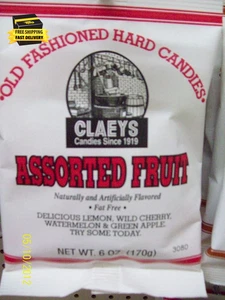 FREE SHIPPING
FAST DELIVERY
OLD FASHIONED HARD CANDIES
CLAEYS
Candies Since 1919
ASSORTED FRUIT
Naturally and Artificially Flavored
• Fat Free •
DELICIOUS LEMON, WILD CHERRY,
WATERMELON & GREEN APPLE
TRY SOME TODAY.
NET WT. 6 OZ. (170g)
3080